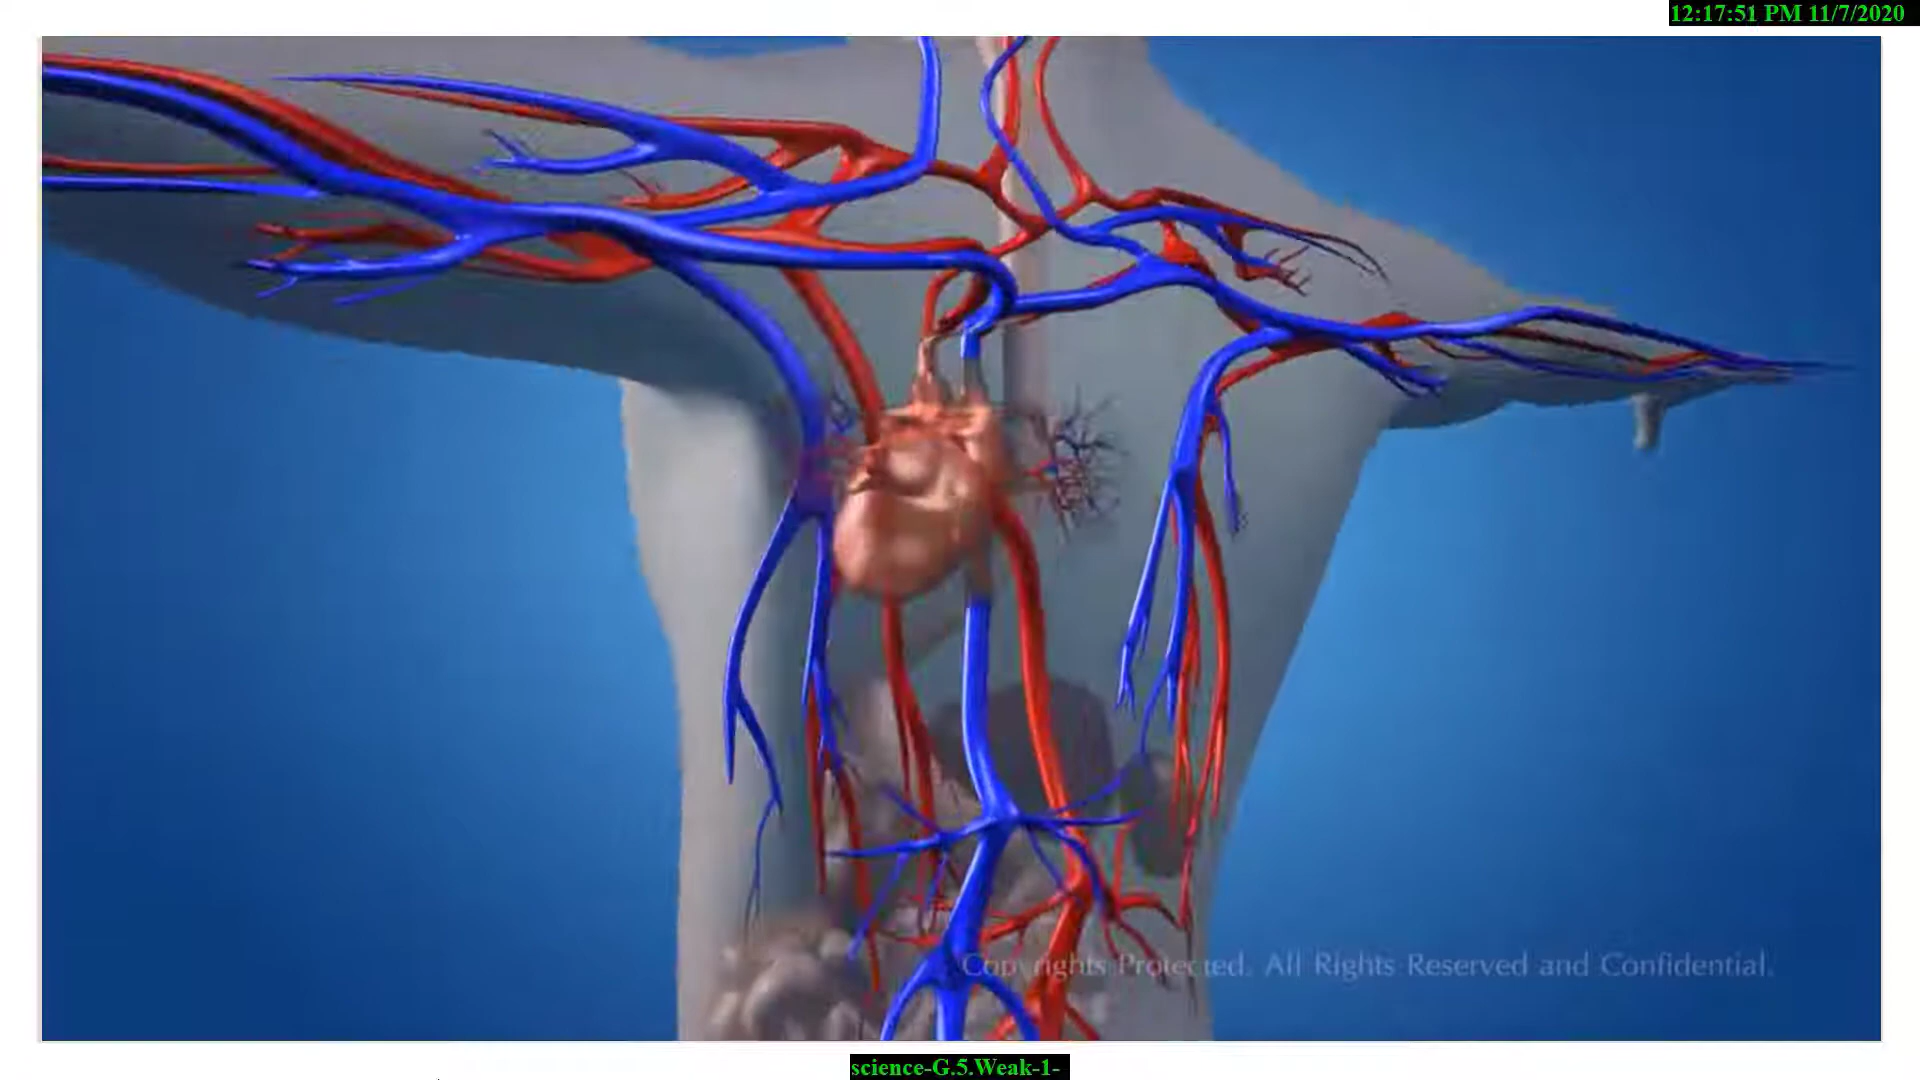 12:17:51 PM 11/7/2020
Copyrights Protected. All Rights Reserved and Confidential.
science-G.5.Weak-1-